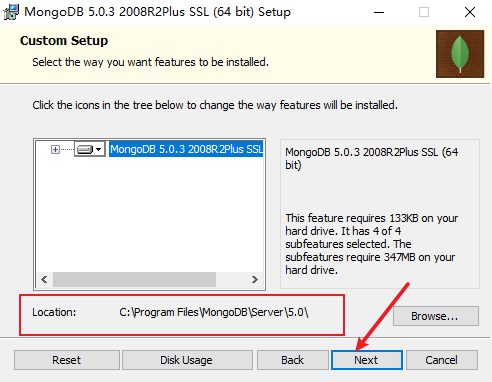 MongoDB 5.0.3 2008R2Plus SSL (64 bit) Setup
Custom Setup
Select the way you want features to be installed.
Click the icons in the tree below to change the way features will be installed.
MongoDB 5.0.3 2008R2Plus SSL
MongoDB 5.0.3 2008R2Plus SSL (64
bit)
This feature requires 133KB on your
hard drive. It has 4 of 4
subfeatures selected. The
subfeatures require 347MB on your
hard drive.
Location: C:\Program Files\MongoDB\Server\5.0\
Browse...
Reset Disk Usage Back Next Cancel